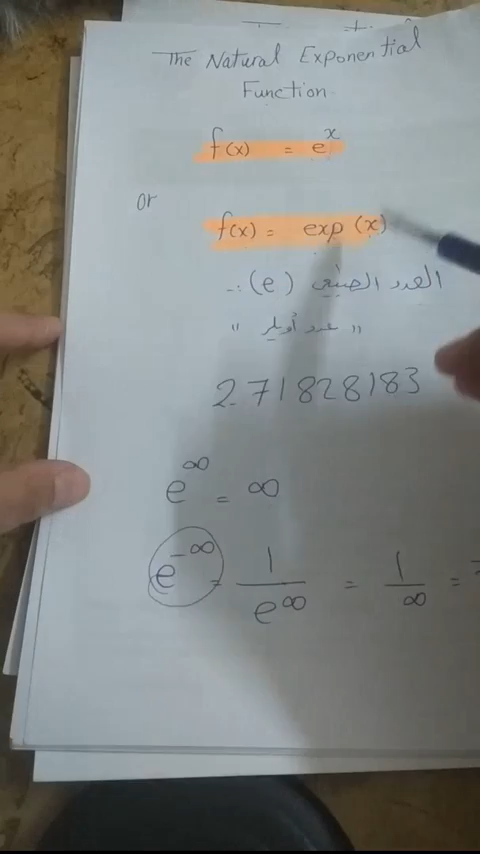 The Natural Exponential
Function
f(x) = e^x
or
f(x) = exp (x)
العدد الطبيعي (e) :-
" عدد أويلر "
2.71828183
e^∞ = ∞
e^-∞ = 1/e^∞ = 1/∞ =